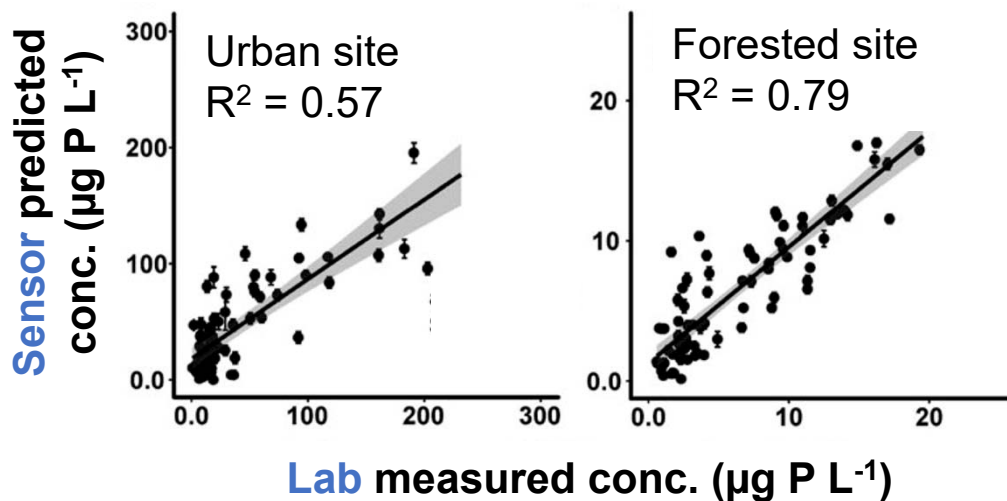 Sensor predicted
conc. (µg P L-1)
Urban site
R2 = 0.57
300
200
100
0.0
0.0 100 200 300
Forested site
R2 = 0.79
20
10
0.0
0.0 10 20
Lab measured conc. (µg P L-1)